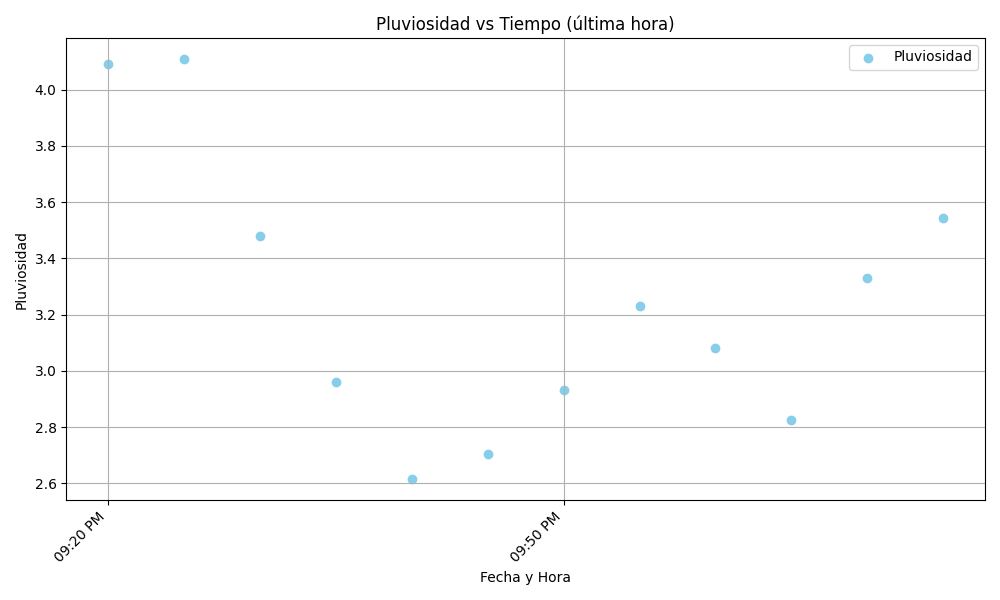 Pluviosidad vs Tiempo (última hora)
Pluviosidad
4.0
3.8
3.6
3.4
3.2
3.0
2.8
2.6
Pluviosidad
09:20 PM
09:50 PM
Fecha y Hora